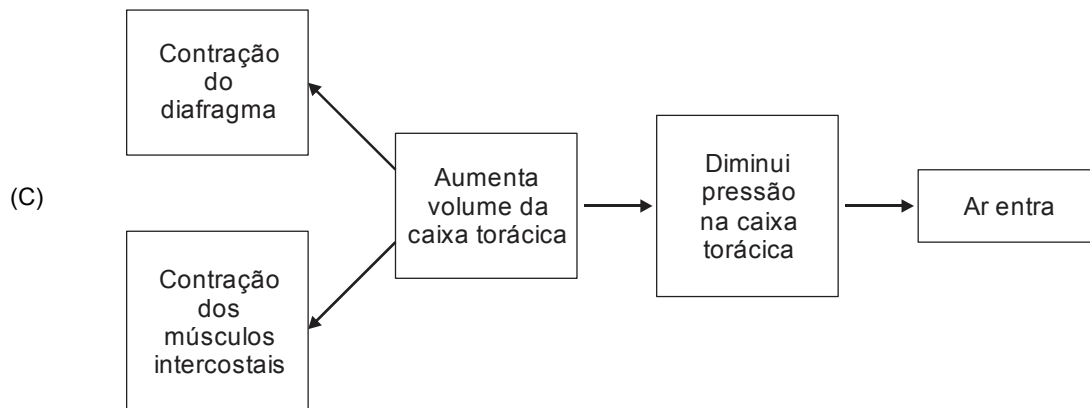 Contração
do
diafragma
(C)
Contração
dos
músculos
intercostais
Aumenta
volume da
caixa torácica
Diminui
pressão
na caixa
torácica
Ar entra